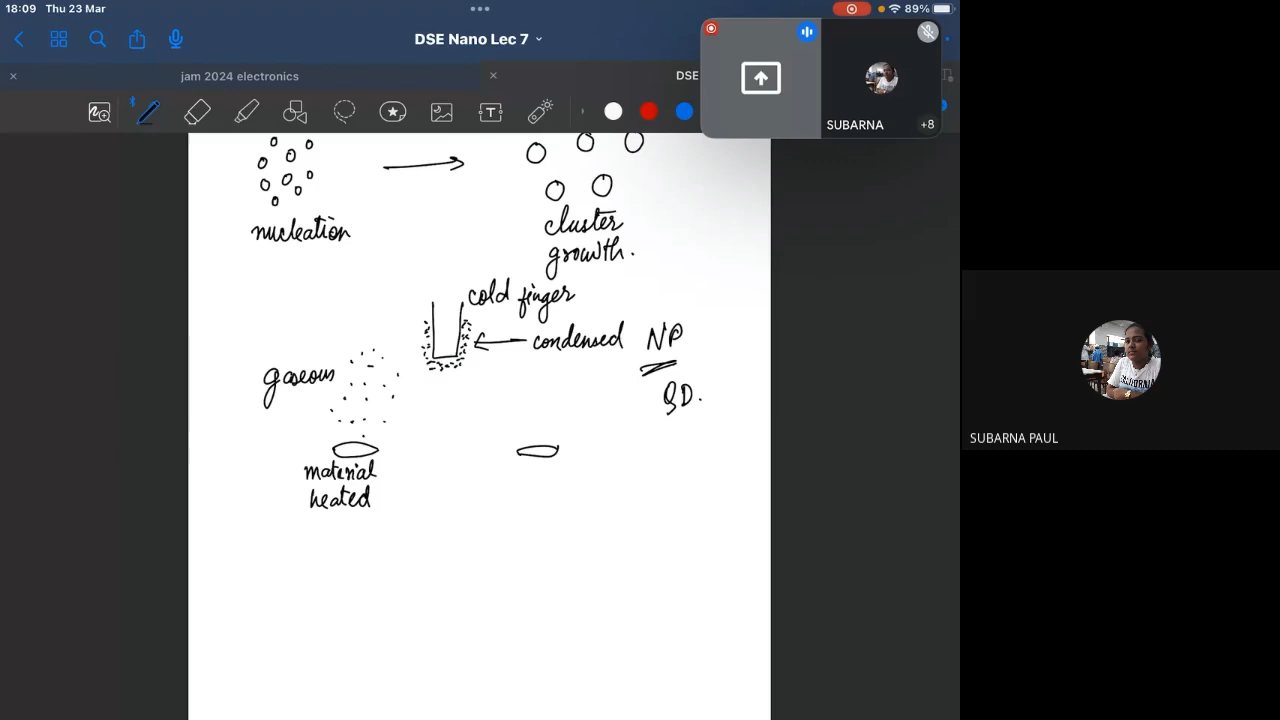 18:09 Thu 23 Mar
89%
DSE Nano Lec 7
jam 2024 electronics
DSE
SUBARNA
+8
nucleation
cluster
growth.
cold finger
condensed NP
gaseous
QD.
material
heated
SUBARNA PAUL